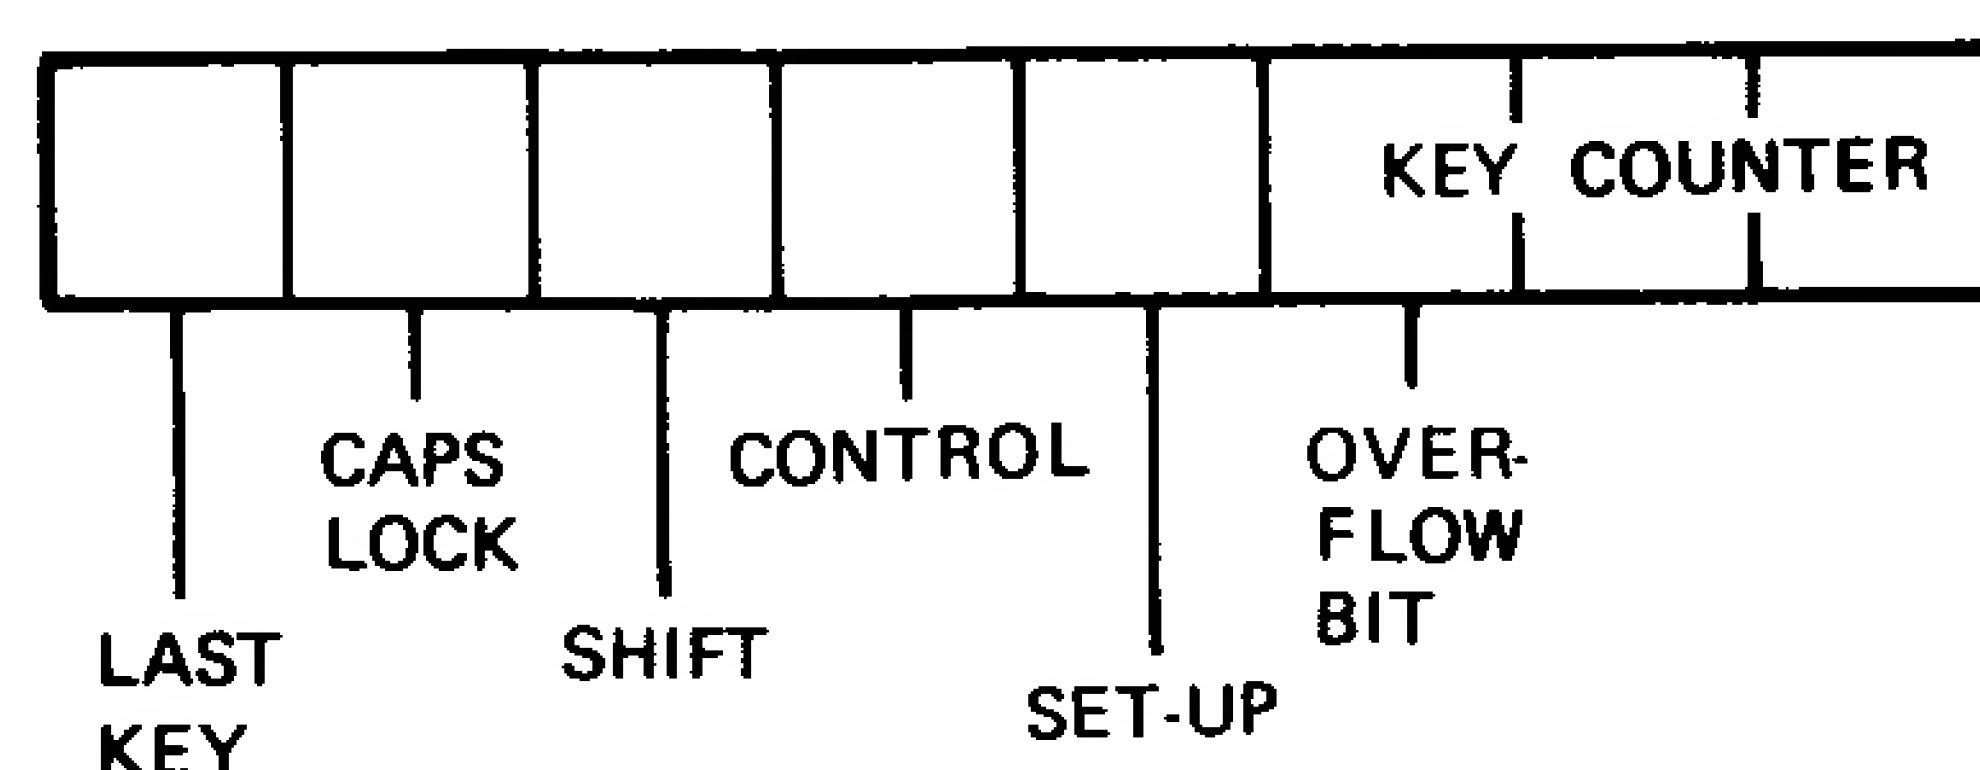 KEY COUNTER
CAPS
LOCK
CONTROL
OVER-
FLOW
BIT
LAST
KEY
SHIFT
SET-UP